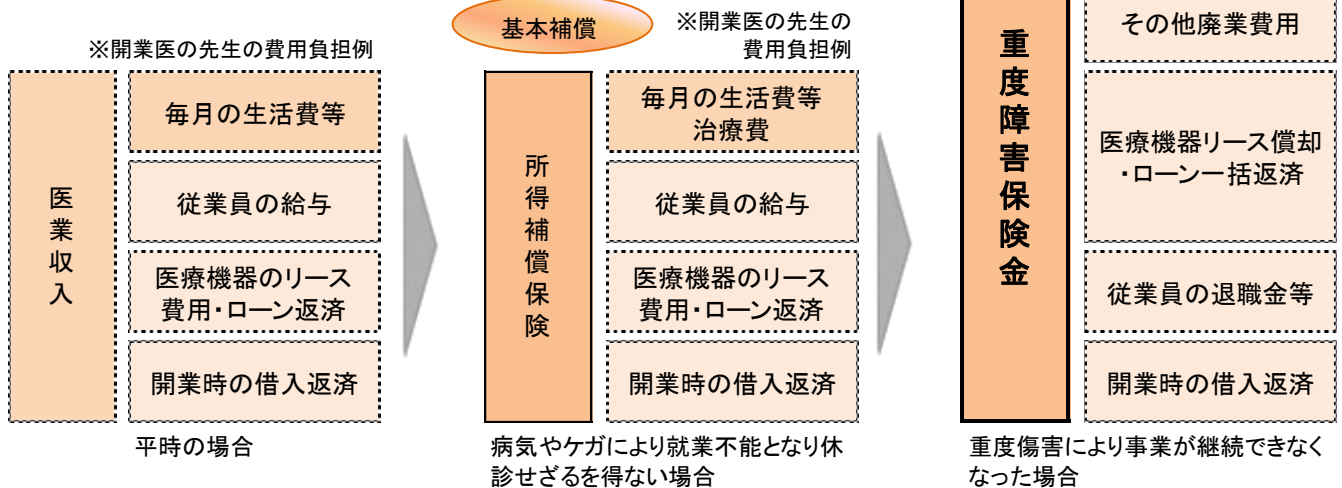 ※開業医の先生の費用負担例
医業収入
毎月の生活費等
従業員の給与
医療機器のリース
費用・ローン返済
開業時の借入返済
平時の場合
基本補償
※開業医の先生の
費用負担例
所得補償保険
毎月の生活費等
治療費
従業員の給与
医療機器のリース
費用・ローン返済
開業時の借入返済
病気やケガにより就業不能となり休
診せざるを得ない場合
重度障害保険金
その他廃業費用
医療機器リース償却
・ローン一括返済
従業員の退職金等
開業時の借入返済
重度傷害により事業が継続できなく
なった場合